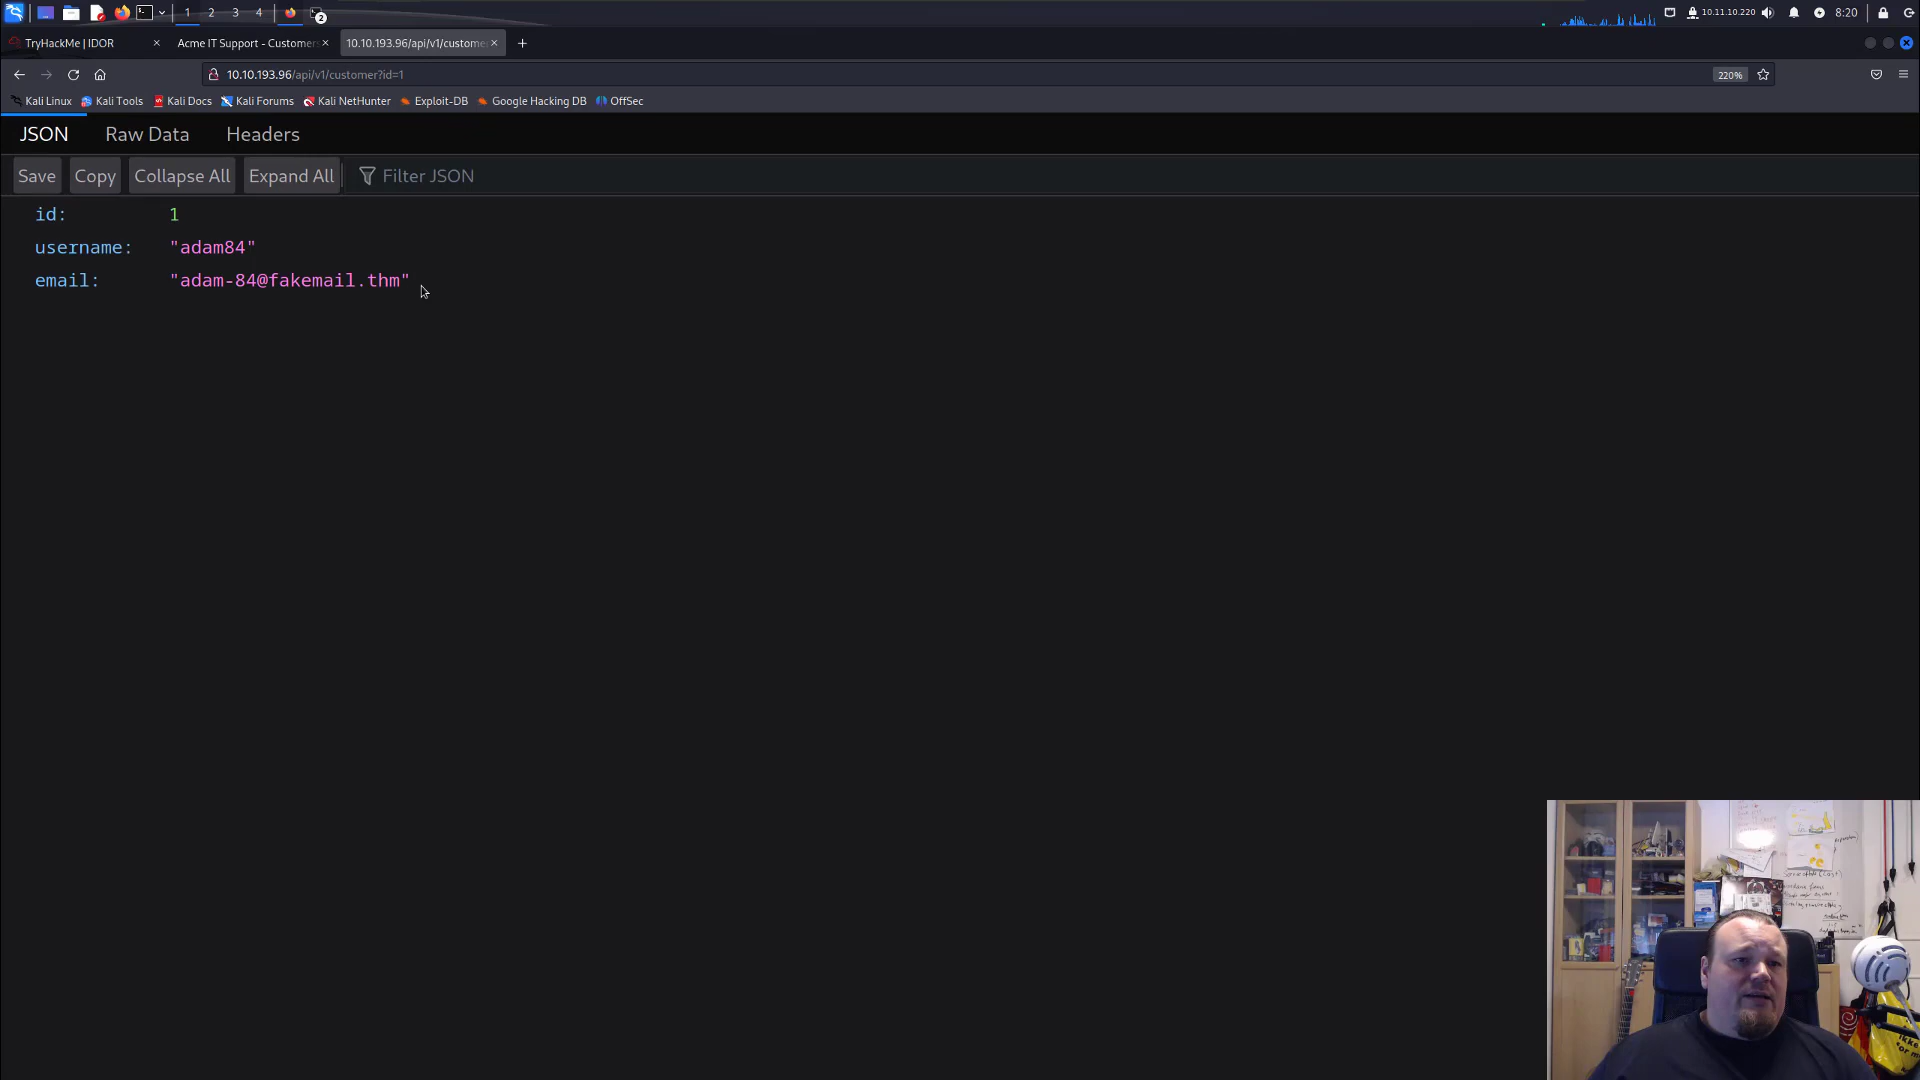 1 2 3 4 2 10.11.10.220 8:20
TryHackMe | IDOR Acme IT Support - Customers 10.10.193.96/api/v1/custome
10.10.193.96/api/v1/customer?id=1 220%
Kali Linux Kali Tools Kali Docs Kali Forums Kali NetHunter Exploit-DB Google Hacking DB OffSec
JSON Raw Data Headers
Save Copy Collapse All Expand All Filter JSON
id: 1
username: "adam84"
email: "adam-84@fakemail.thm"